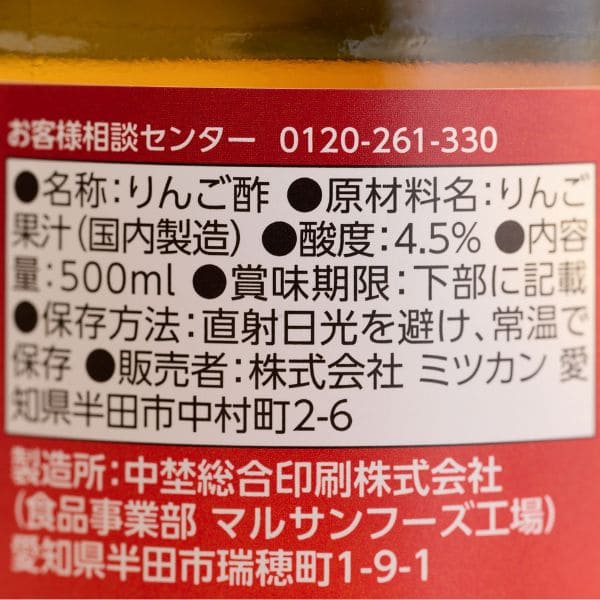 お客様相談センター 0120-261-330
●名称:りんご酢 ●原材料名:りんご
果汁(国内製造) ●酸度:4.5% ●内容
量:500ml ●賞味期限:下部に記載
●保存方法:直射日光を避け、常温で
保存 ●販売者:株式会社 ミツカン 愛
知県半田市中村町2-6
製造所:中埜総合印刷株式会社
(食品事業部 マルサンフーズ工場)
愛知県半田市瑞穂町1-9-1